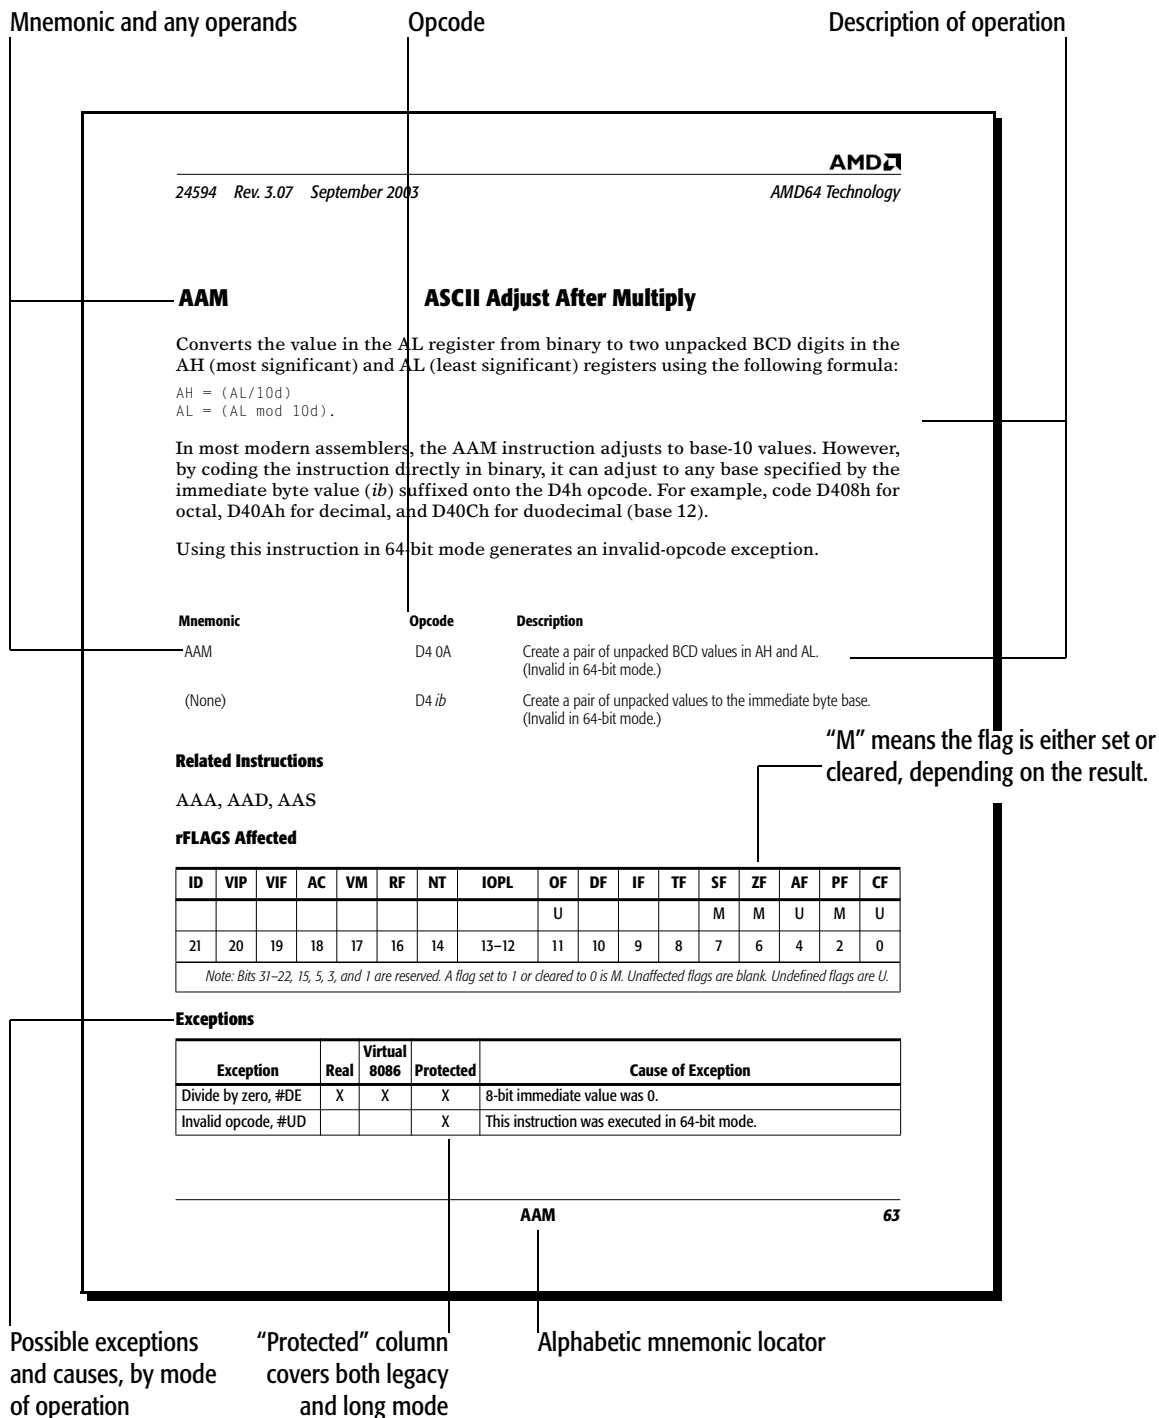 Mnemonic and any operands
Opcode
Description of operation
AMD
24594 Rev. 3.07 September 2003
AMD64 Technology
AAM
ASCII Adjust After Multiply
Converts the value in the AL register from binary to two unpacked BCD digits in the
AH (most significant) and AL (least significant) registers using the following formula:
AH = (AL/10d)
AL = (AL mod 10d).
In most modern assemblers, the AAM instruction adjusts to base-10 values. However,
by coding the instruction directly in binary, it can adjust to any base specified by the
immediate byte value (ib) suffixed onto the D4h opcode. For example, code D408h for
octal, D40Ah for decimal, and D40Ch for duodecimal (base 12).
Using this instruction in 64-bit mode generates an invalid-opcode exception.
Mnemonic Opcode Description
AAM D4 0A Create a pair of unpacked BCD values in AH and AL.
(Invalid in 64-bit mode.)
(None) D4 ib Create a pair of unpacked values to the immediate byte base.
(Invalid in 64-bit mode.)
“M” means the flag is either set or
cleared, depending on the result.
Related Instructions
AAA, AAD, AAS
rFLAGS Affected
ID VIP VIF AC VM RF NT IOPL OF DF IF TF SF ZF AF PF CF
U M M U M U
21 20 19 18 17 16 14 13–12 11 10 9 8 7 6 4 2 0
Note: Bits 31–22, 15, 5, 3, and 1 are reserved. A flag set to 1 or cleared to 0 is M. Unaffected flags are blank. Undefined flags are U.
Exceptions
Exception Real Virtual 8086 Protected Cause of Exception
Divide by zero, #DE X X X 8-bit immediate value was 0.
Invalid opcode, #UD X This instruction was executed in 64-bit mode.
AAM
63
Possible exceptions
and causes, by mode
of operation
“Protected” column
covers both legacy
and long mode
Alphabetic mnemonic locator